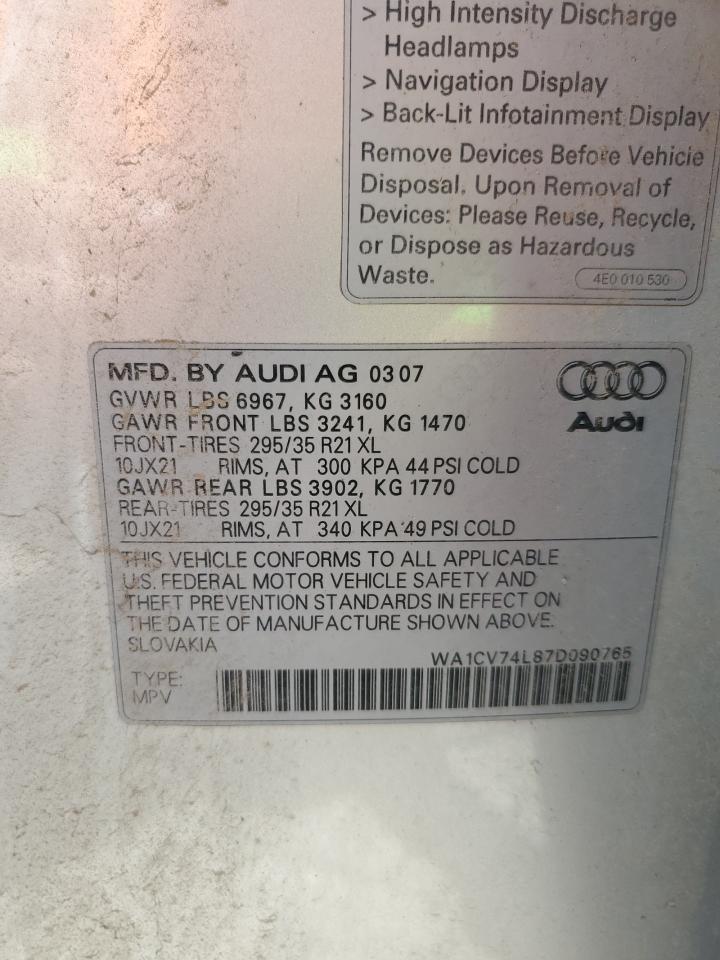 > High Intensity Discharge
Headlamps
> Navigation Display
> Back-Lit Infotainment Display
Remove Devices Before Vehicle
Disposal. Upon Removal of
Devices: Please Reuse, Recycle,
or Dispose as Hazardous
Waste.
4E0 010 530
MFD. BY AUDI AG 03 07
GVWR LBS 6967, KG 3160
GAWR FRONT LBS 3241, KG 1470
FRONT-TIRES 295/35 R21 XL
10JX21 RIMS, AT 300 KPA 44 PSI COLD
GAWR REAR LBS 3902, KG 1770
REAR-TIRES 295/35 R21 XL
10JX21 RIMS, AT 340 KPA 49 PSI COLD
Audi
THIS VEHICLE CONFORMS TO ALL APPLICABLE
U.S. FEDERAL MOTOR VEHICLE SAFETY AND
THEFT PREVENTION STANDARDS IN EFFECT ON
THE DATE OF MANUFACTURE SHOWN ABOVE.
SLOVAKIA
WA1CV74L87D090765
TYPE:
MPV